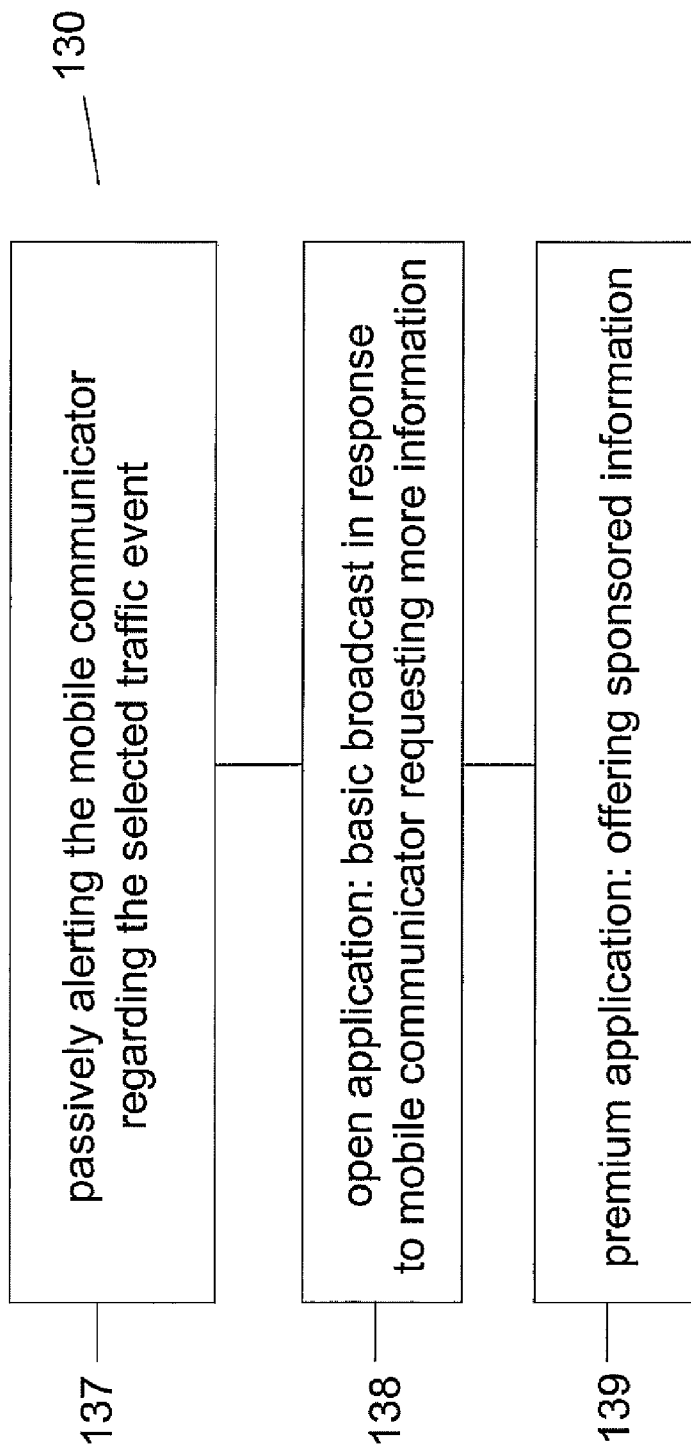 130
137
passively alerting the mobile communicator
regarding the selected traffic event
138
open application: basic broadcast in response
to mobile communicator requesting more information
139
premium application: offering sponsored information